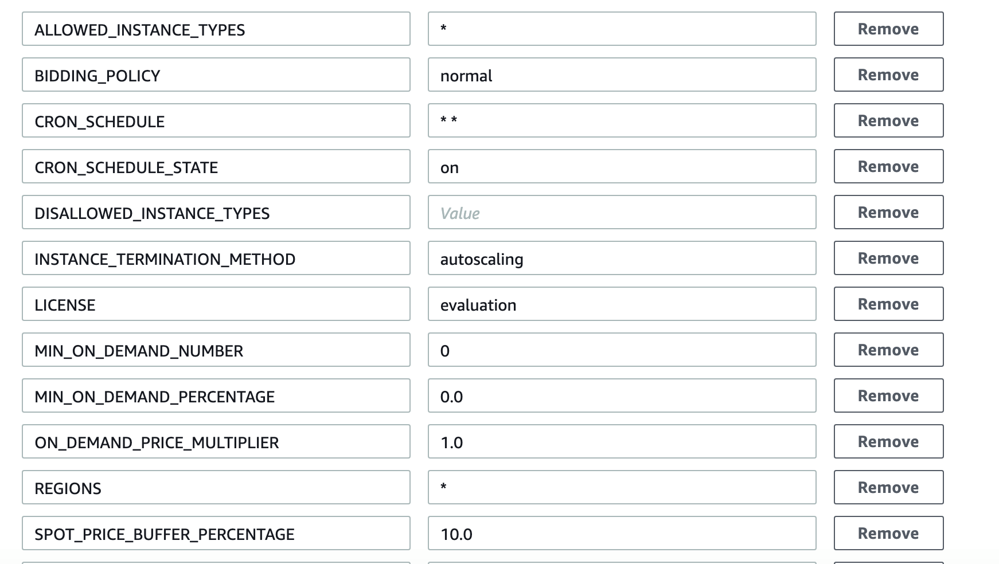 ALLOWED_INSTANCE_TYPES * Remove
BIDDING_POLICY normal Remove
CRON_SCHEDULE * * Remove
CRON_SCHEDULE_STATE on Remove
DISALLOWED_INSTANCE_TYPES Value Remove
INSTANCE_TERMINATION_METHOD autoscaling Remove
LICENSE evaluation Remove
MIN_ON_DEMAND_NUMBER 0 Remove
MIN_ON_DEMAND_PERCENTAGE 0.0 Remove
ON_DEMAND_PRICE_MULTIPLIER 1.0 Remove
REGIONS * Remove
SPOT_PRICE_BUFFER_PERCENTAGE 10.0 Remove